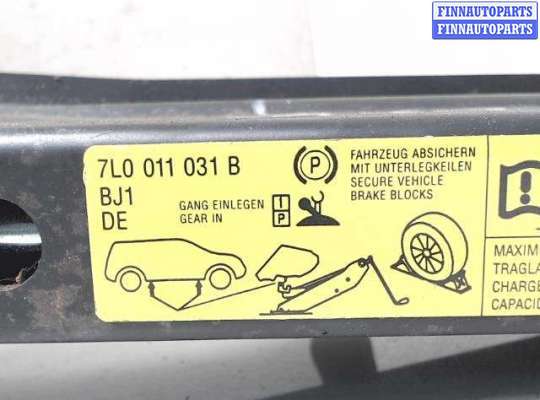 FINNAUTOPARTS
FINNAUTOPARTS
7L0 011 031 B
BJ1
DE
GANG EINLEGEN
GEAR IN
I
P
(P)
FAHRZEUG ABSICHERN
MIT UNTERLEGKEILEN
SECURE VEHICLE
BRAKE BLOCKS
!
MAXIM
TRAGLA
CHARGE
CAPACID